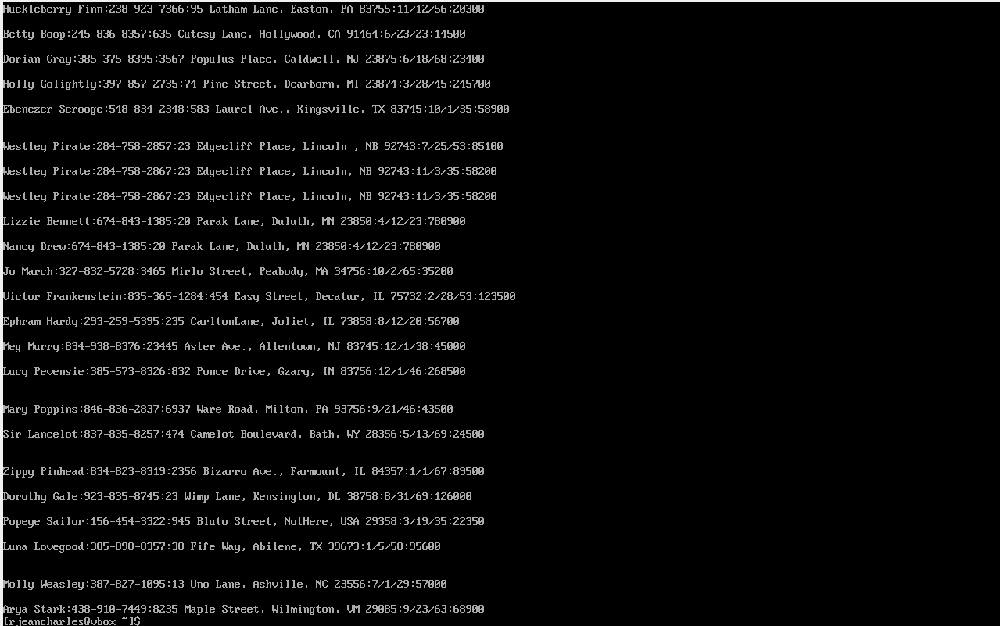 Huckleberry Finn:238-923-7366:95 Latham Lane, Easton, PA 83755:11/12/56:20300
Betty Boop:245-836-8357:635 Cutesy Lane, Hollywood, CA 91464:6/23/23:14500
Dorian Gray:385-375-8395:3567 Populus Place, Caldwell, NJ 23875:6/18/68:23400
Holly Golightly:397-857-2735:74 Pine Street, Dearborn, MI 23874:3/28/45:245700
Ebenezer Scrooge:548-834-2348:583 Laurel Ave., Kingsville, TX 83745:10/1/35:58900
Westley Pirate:284-758-2857:23 Edgecliff Place, Lincoln , NB 92743:7/25/53:85100
Westley Pirate:284-758-2867:23 Edgecliff Place, Lincoln, NB 92743:11/3/35:58200
Westley Pirate:284-758-2867:23 Edgecliff Place, Lincoln, NB 92743:11/3/35:58200
Lizzie Bennett:674-843-1385:20 Parak Lane, Duluth, MN 23850:4/12/23:780900
Nancy Drew:674-843-1385:20 Parak Lane, Duluth, MN 23850:4/12/23:780900
Jo March:327-832-5728:3465 Mirlo Street, Peabody, MA 34756:10/2/65:35200
Victor Frankenstein:835-365-1284:454 Easy Street, Decatur, IL 75732:2/28/53:123500
Ephram Hardy:293-259-5395:235 CarltonLane, Joliet, IL 73858:8/12/20:56700
Meg Murry:834-938-8376:23445 Aster Ave., Allentown, NJ 83745:12/1/38:45000
Lucy Pevensie:385-573-8326:832 Ponce Drive, Gzary, IN 83756:12/1/46:268500
Mary Poppins:846-836-2837:6937 Ware Road, Milton, PA 93756:9/21/46:43500
Sir Lancelot:837-835-8257:474 Camelot Boulevard, Bath, WY 28356:5/13/69:24500
Zippy Pinhead:834-823-8319:2356 Bizarro Ave., Farmount, IL 84357:1/1/67:89500
Dorothy Gale:923-835-8745:23 Wimp Lane, Kensington, DL 38758:8/31/69:126000
Popeye Sailor:156-454-3322:945 Bluto Street, NotHere, USA 29358:3/19/35:22350
Luna Lovegood:385-898-8357:38 Fife Way, Abilene, TX 39673:1/5/58:95600
Molly Weasley:387-827-1095:13 Uno Lane, Ashville, NC 23556:7/1/29:57000
Arya Stark:438-910-7449:8235 Maple Street, Wilmington, VM 29085:9/23/63:68900
[rjeancharles@vbox ~]$